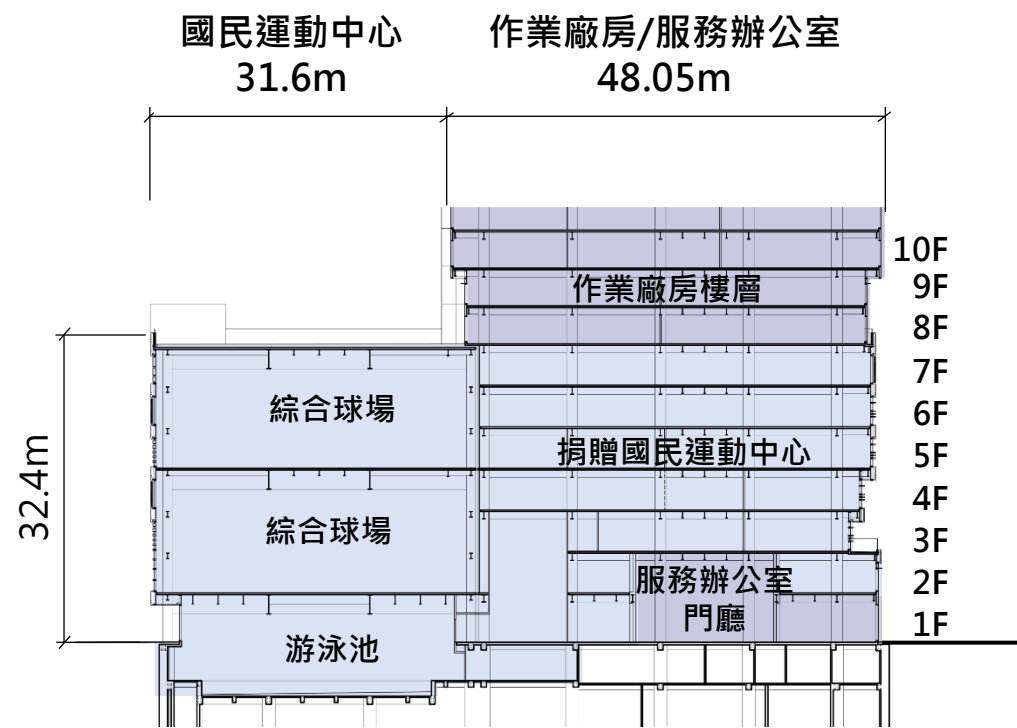 國民運動中心
31.6m
作業廠房/服務辦公室
48.05m
10F
作業廠房樓層
9F
8F
7F
綜合球場
6F
捐贈國民運動中心
5F
32.4m
4F
綜合球場
3F
服務辦公室
門廳
2F
1F
游泳池